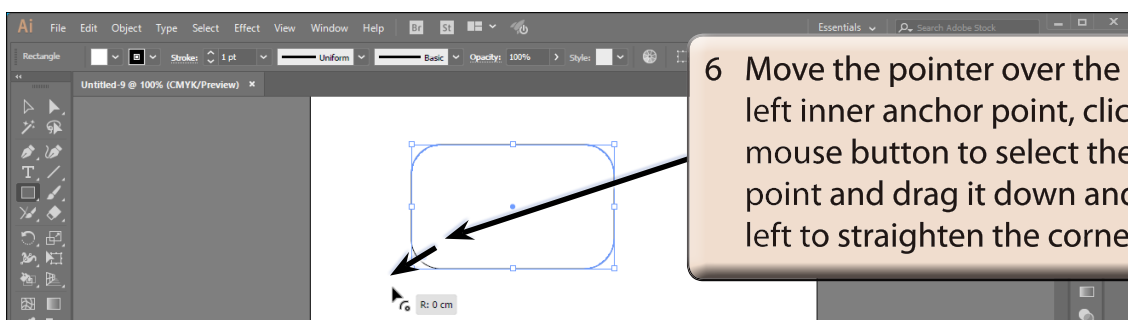 Ai File Edit Object Type Select Effect View Window Help Br St Essentials Search Adobe Stock
Rectangle Stroke: 1 pt Uniform Basic Opacity: 100% Style:
Untitled-9 @ 100% (CMYK/Preview) ×
6 Move the pointer over the
left inner anchor point, clic
mouse button to select the
point and drag it down and
left to straighten the corne
R: 0 cm